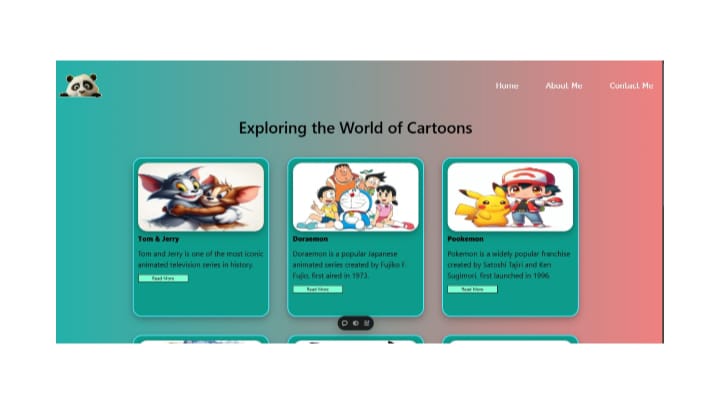 Home About Me Contact Me
Exploring the World of Cartoons
Tom & Jerry
Tom and Jerry is one of the most iconic
animated television series in history.
Read More
Doraemon
Doraemon is a popular Japanese
animated series created by Fujiko F.
Fujio, first aired in 1973.
Read More
Pookemon
Pokemon is a widely popular franchise
created by Satoshi Tajiri and Ken
Sugimori, first launched in 1996.
Read More